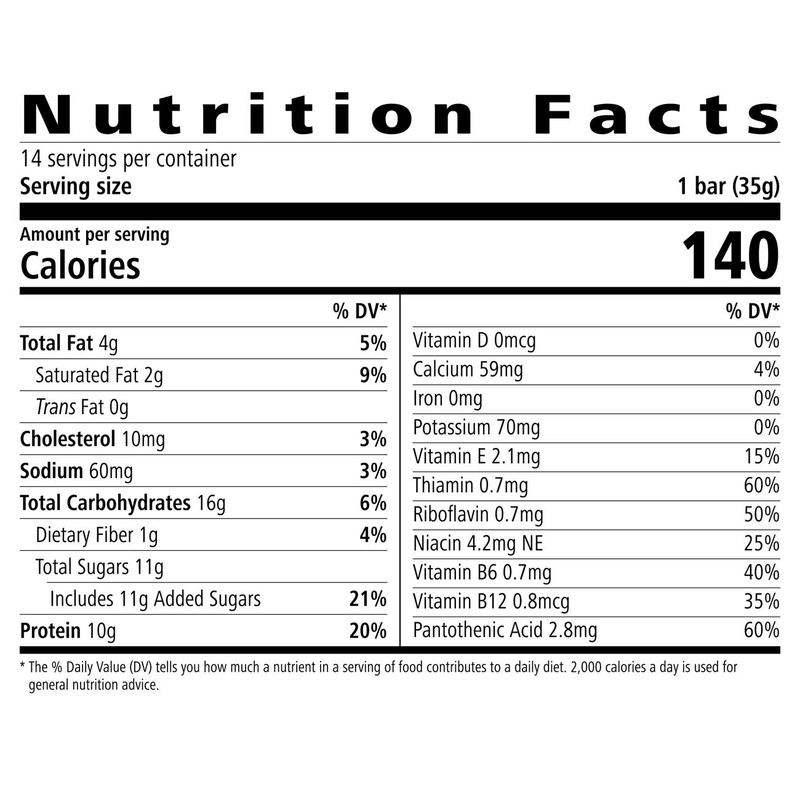 Nutrition Facts
14 servings per container
Serving size 1 bar (35g)
Amount per serving
Calories 140
% DV*
Total Fat 4g 5%
Saturated Fat 2g 9%
Trans Fat 0g
Cholesterol 10mg 3%
Sodium 60mg 3%
Total Carbohydrates 16g 6%
Dietary Fiber 1g 4%
Total Sugars 11g
Includes 11g Added Sugars 21%
Protein 10g 20%
% DV*
Vitamin D 0mcg 0%
Calcium 59mg 4%
Iron 0mg 0%
Potassium 70mg 0%
Vitamin E 2.1mg 15%
Thiamin 0.7mg 60%
Riboflavin 0.7mg 50%
Niacin 4.2mg NE 25%
Vitamin B6 0.7mg 40%
Vitamin B12 0.8mcg 35%
Pantothenic Acid 2.8mg 60%
* The % Daily Value (DV) tells you how much a nutrient in a serving of food contributes to a daily diet. 2,000 calories a day is used for
general nutrition advice.